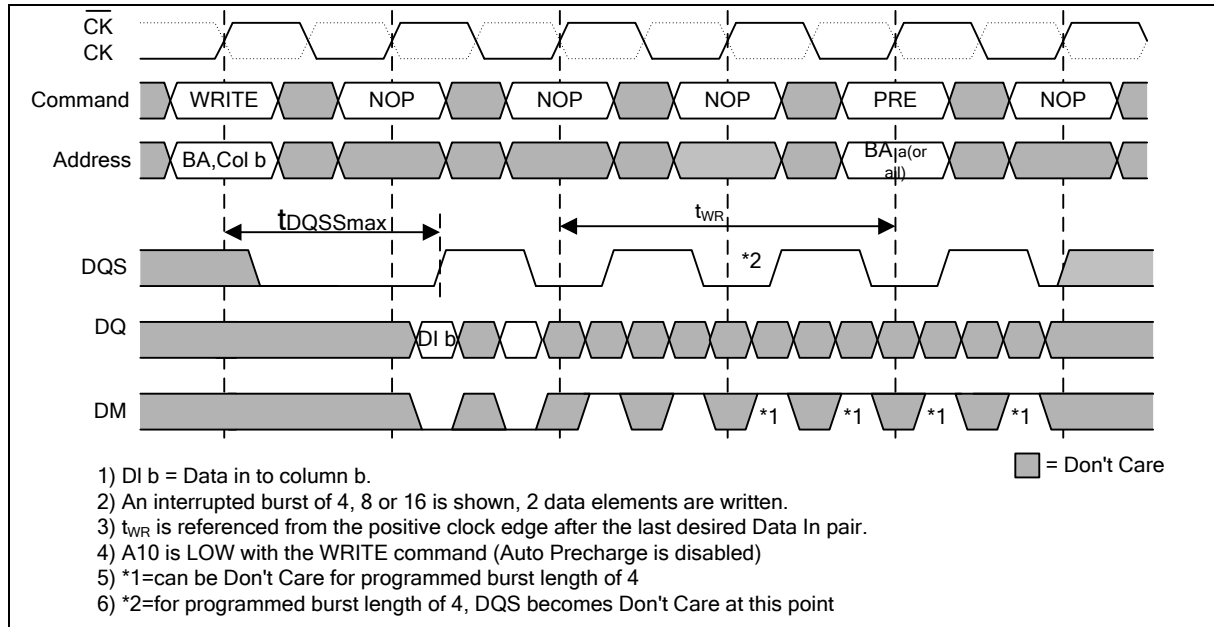 CK
CK
Command WRITE NOP NOP NOP PRE NOP
Address BA,Col b BA a(or
all)
tDQSSmax tWR
DQS *2
DQ DI b
DM *1 *1 *1 *1
= Don't Care
1) DI b = Data in to column b.
2) An interrupted burst of 4, 8 or 16 is shown, 2 data elements are written.
3) tWR is referenced from the positive clock edge after the last desired Data In pair.
4) A10 is LOW with the WRITE command (Auto Precharge is disabled)
5) *1=can be Don't Care for programmed burst length of 4
6) *2=for programmed burst length of 4, DQS becomes Don't Care at this point